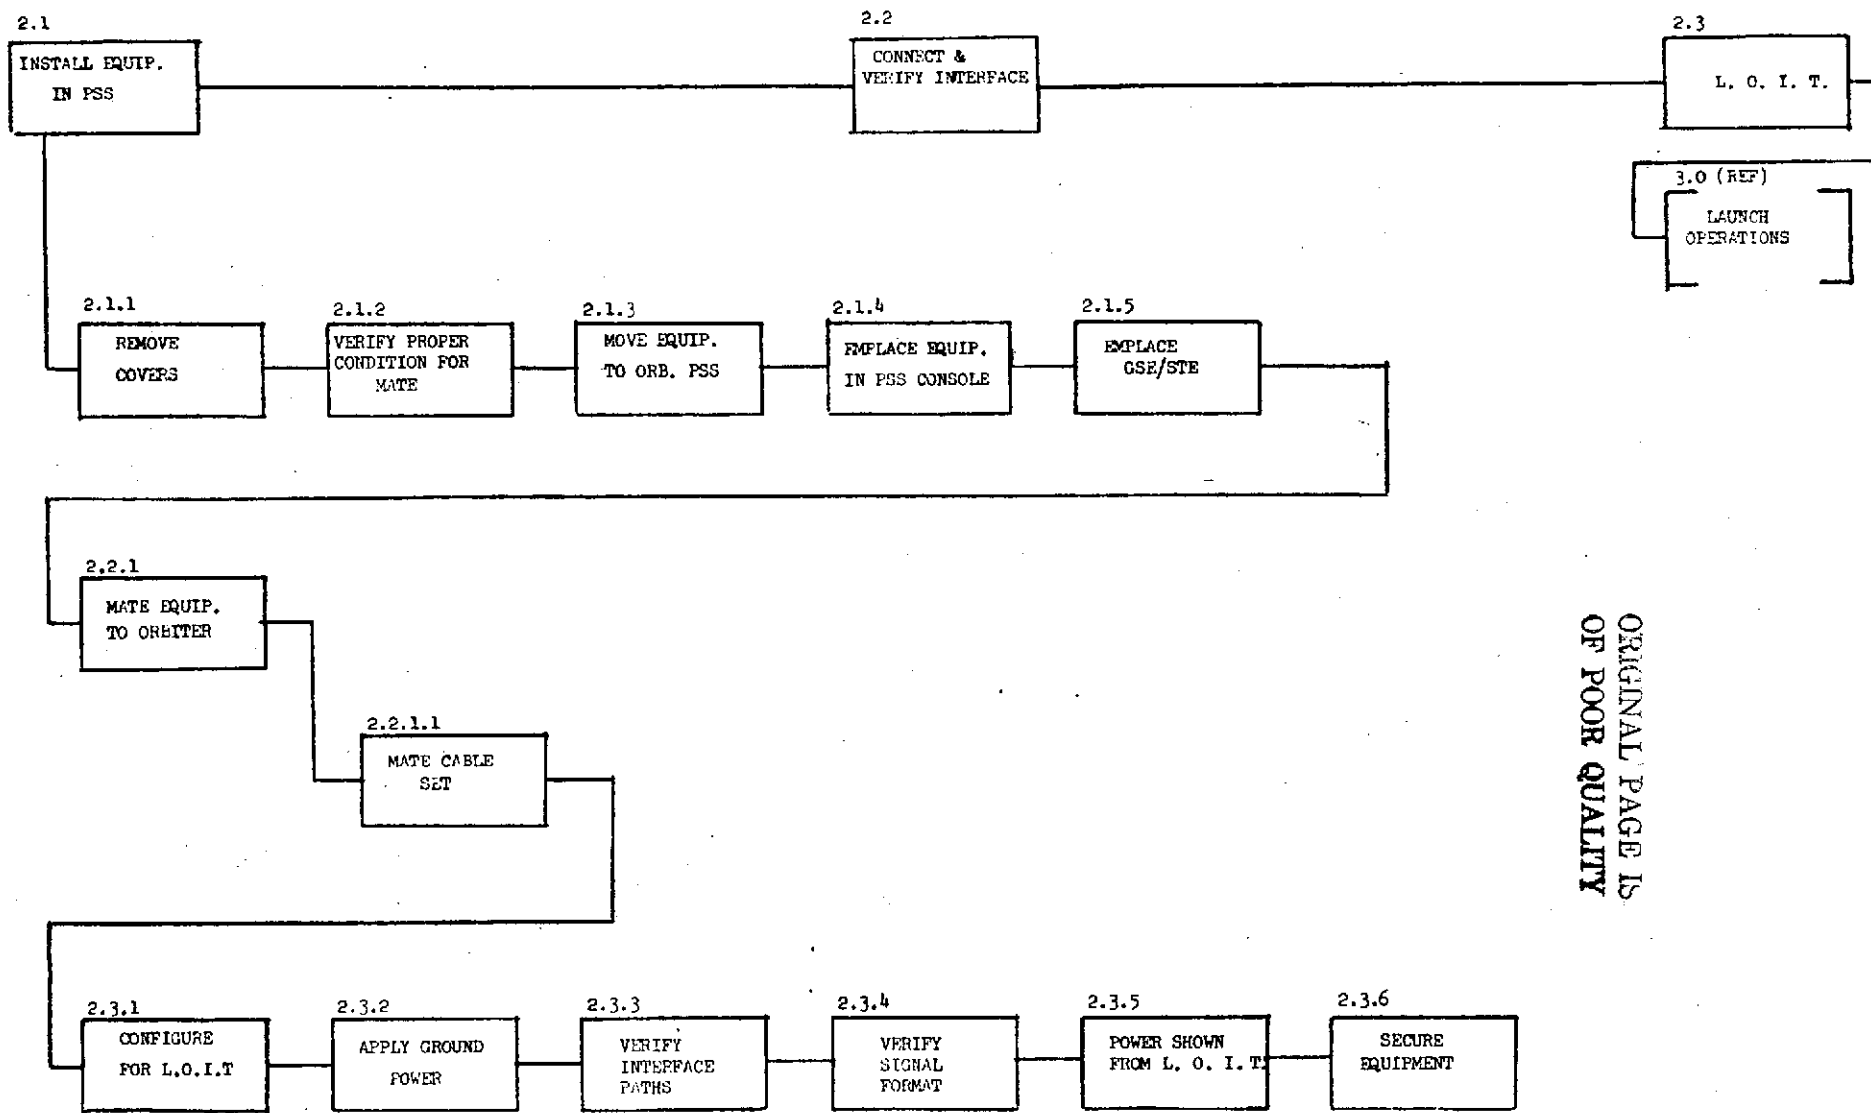 2.1
INSTALL EQUIP.
IN PSS
2.2
CONNECT &
VERIFY INTERFACE
2.3
L. O. I. T.
3.0 (REF)
LAUNCH
OPERATIONS
2.1.1
REMOVE
COVERS
2.1.2
VERIFY PROPER
CONDITION FOR
MATE
2.1.3
MOVE EQUIP.
TO ORB. PSS
2.1.4
EMPLACE EQUIP.
IN PSS CONSOLE
2.1.5
EMPLACE
GSE/STE
2.2.1
MATE EQUIP.
TO ORBITER
2.2.1.1
MATE CABLE
SET
ORIGINAL PAGE IS
OF POOR QUALITY
2.3.1
CONFIGURE
FOR L.O.I.T
2.3.2
APPLY GROUND
POWER
2.3.3
VERIFY
INTERFACE
PATHS
2.3.4
VERIFY
SIGNAL
FORMAT
2.3.5
POWER SHOWN
FROM L. O. I. T.
2.3.6
SECURE
EQUIPMENT